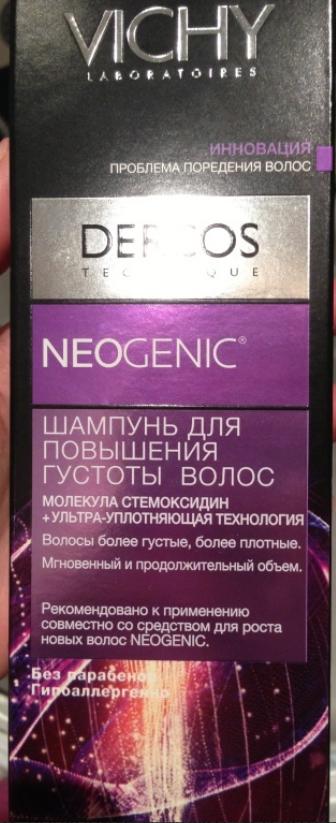 VICHY
LABORATOIRES
ИННОВАЦИЯ
ПРОБЛЕМА ПОРЕДЕНИЯ ВОЛОС
DERCOS
TECHNIQUE
NEOGENIC®
ШАМПУНЬ ДЛЯ
ПОВЫШЕНИЯ
ГУСТОТЫ ВОЛОС
МОЛЕКУЛА СТЕМОКСИДИН
+УЛЬТРА-УПЛОТНЯЮЩАЯ ТЕХНОЛОГИЯ
Волосы более густые, более плотные.
Мгновенный и продолжительный объем.
Рекомендовано к применению
совместно со средством для роста
новых волос NEOGENIC.
Без парабенов
Гипоаллергенно